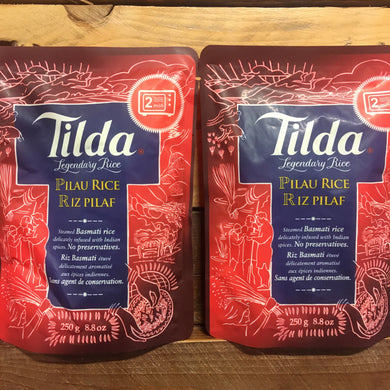 2
Tilda
Legendary Rice
PILAU RICE
RIZ PILAF
Steamed Basmati rice
delicately infused with Indian
spices. No preservatives.
Riz Basmati étuvé
délicatement aromatisé
aux épices indiennes.
Sans agent de conservation.
250 g 8.8 oz
2
Tilda
Legendary Rice
PILAU RICE
RIZ PILAF
Steamed Basmati rice
delicately infused with Indian
spices. No preservatives.
Riz Basmati étuvé
délicatement aromatisé
aux épices indiennes.
Sans agent de conservation.
250 g 8.8 oz